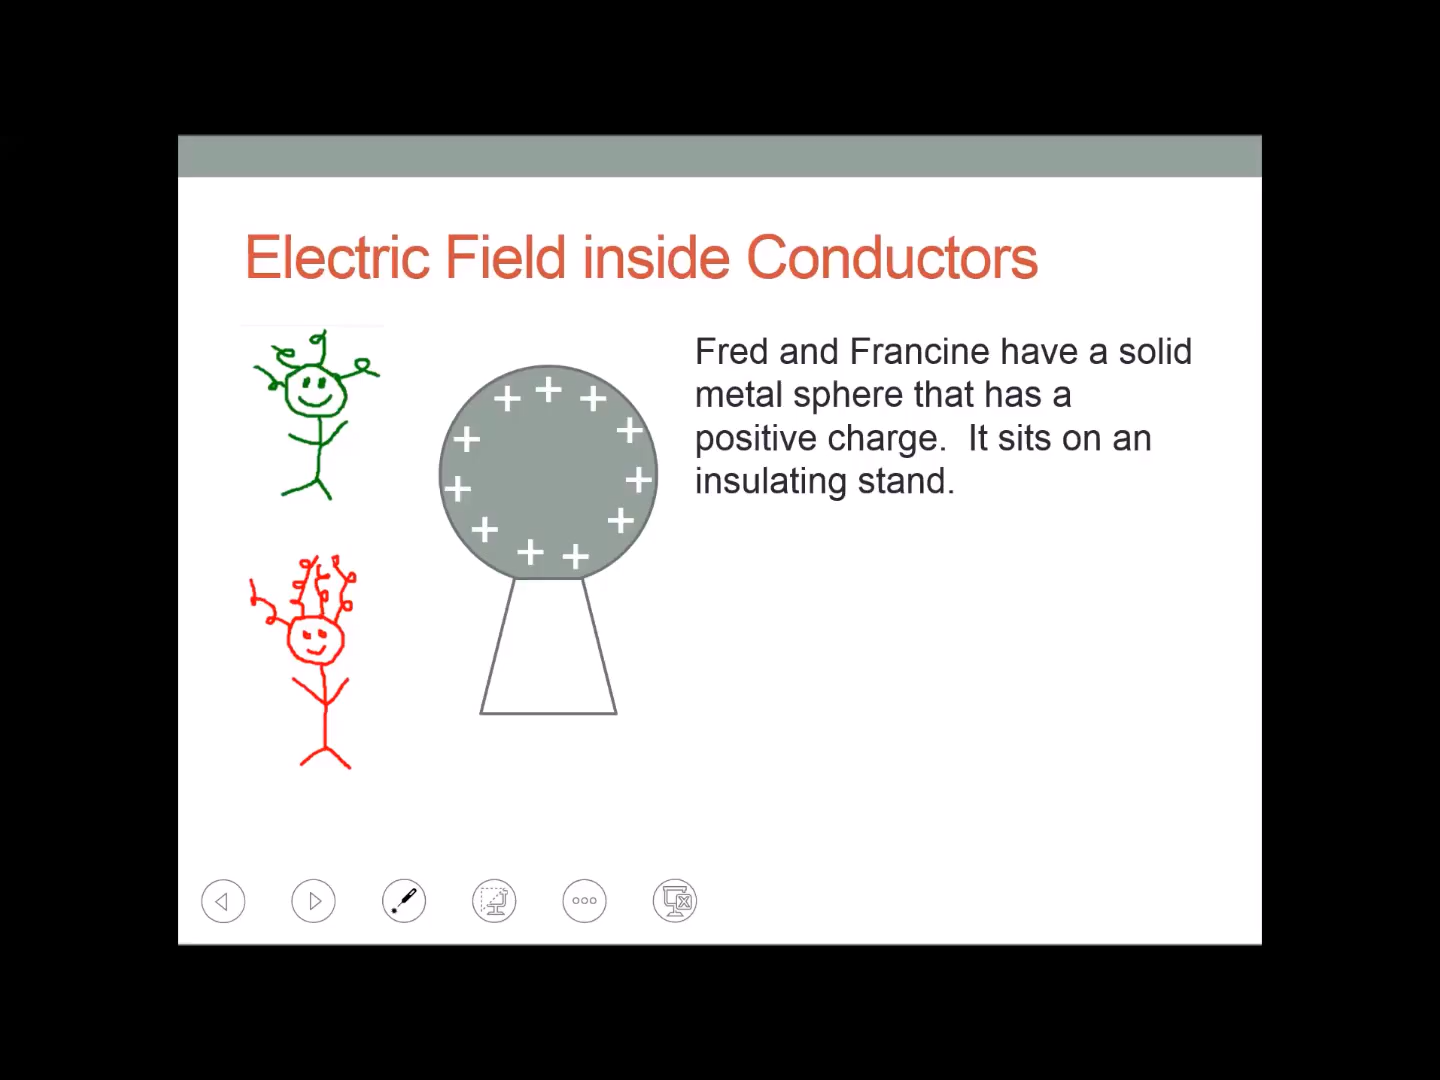 Electric Field inside Conductors
Fred and Francine have a solid
metal sphere that has a
positive charge.  It sits on an
insulating stand.
+ + +
+ +
+ +
+ +
+ +